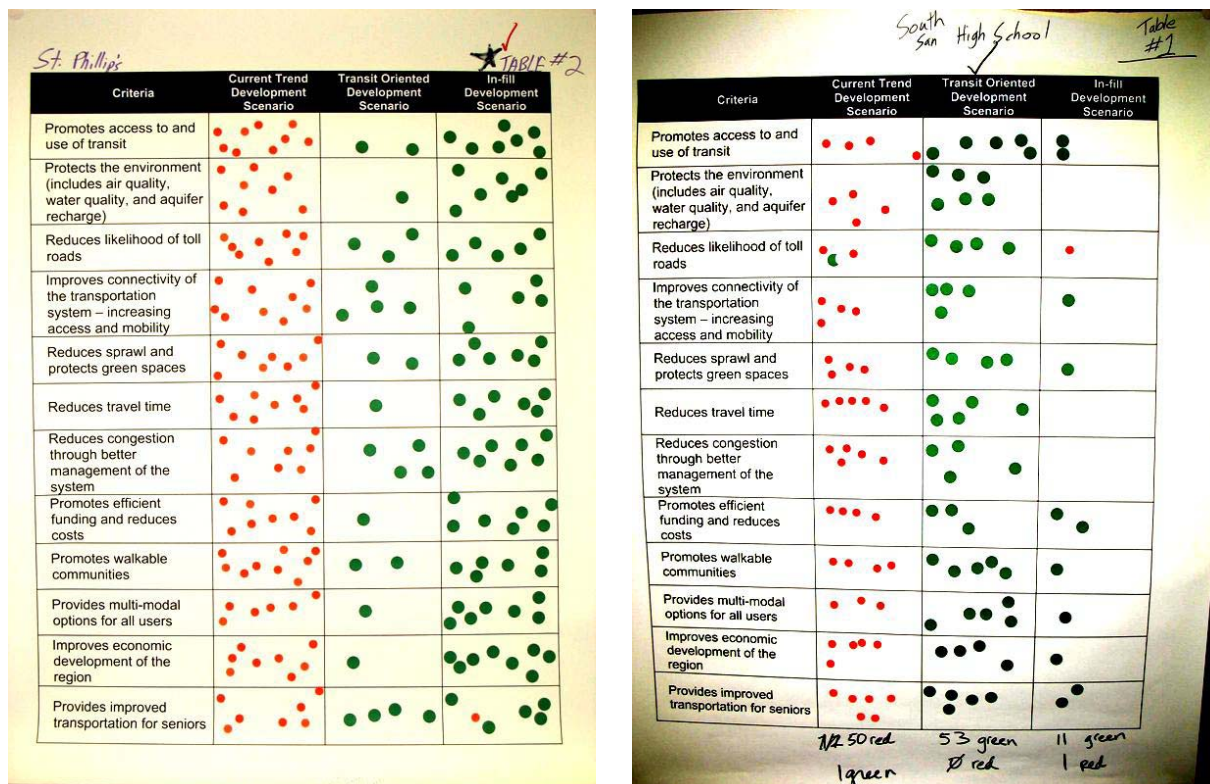 St. Phillip's
TABLE #2
Criteria
Current Trend
Development
Scenario
Transit Oriented
Development
Scenario
In-fill
Development
Scenario
Promotes access to and
use of transit
Protects the environment
(includes air quality,
water quality, and aquifer
recharge)
Reduces likelihood of toll
roads
Improves connectivity of
the transportation
system – increasing
access and mobility
Reduces sprawl and
protects green spaces
Reduces travel time
Reduces congestion
through better
management of the
system
Promotes efficient
funding and reduces
costs
Promotes walkable
communities
Provides multi-modal
options for all users
Improves economic
development of the
region
Provides improved
transportation for seniors
South
San High School
Table
#1
Criteria
Current Trend
Development
Scenario
Transit Oriented
Development
Scenario
In-fill
Development
Scenario
Promotes access to and
use of transit
Protects the environment
(includes air quality,
water quality, and aquifer
recharge)
Reduces likelihood of toll
roads
Improves connectivity of
the transportation
system – increasing
access and mobility
Reduces sprawl and
protects green spaces
Reduces travel time
Reduces congestion
through better
management of the
system
Promotes efficient
funding and reduces
costs
Promotes walkable
communities
Provides multi-modal
options for all users
Improves economic
development of the
region
Provides improved
transportation for seniors
50 red
1 green
53 green
Ø red
11 green
1 red